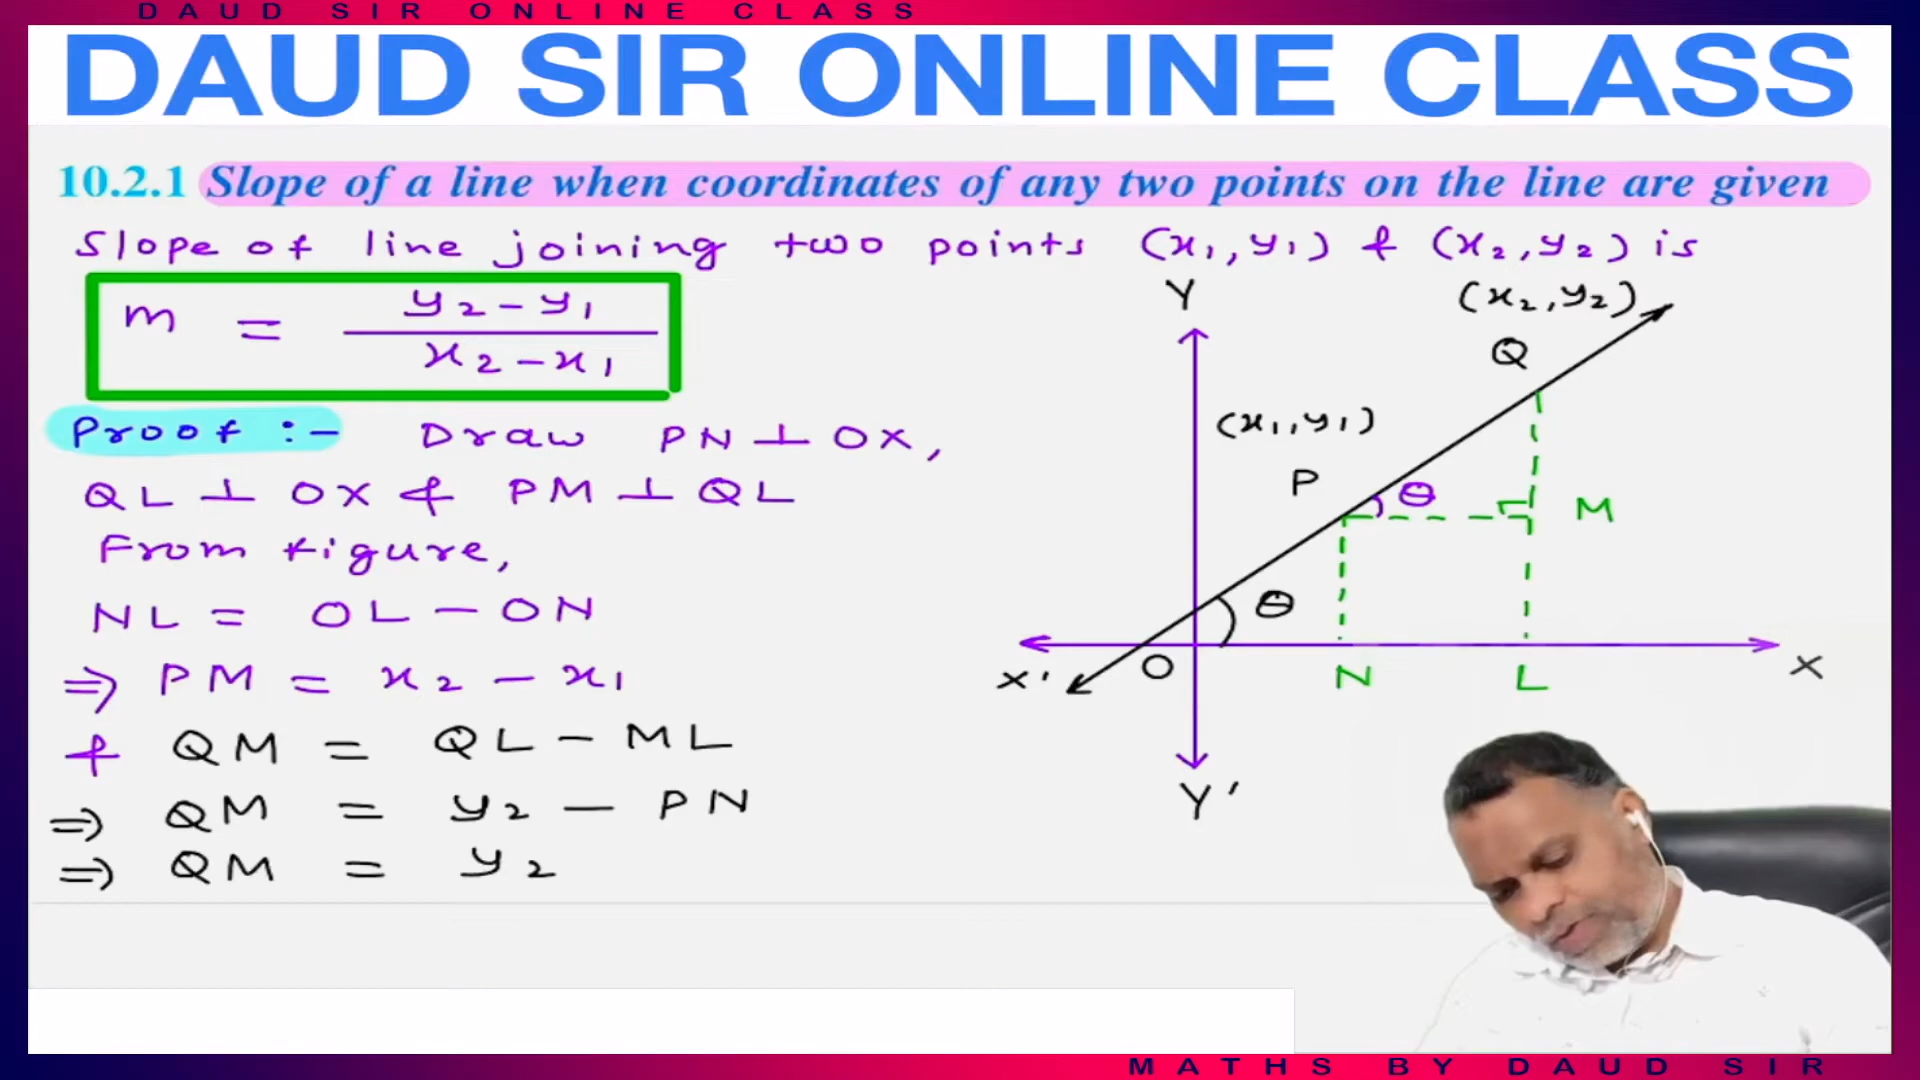 DAUD SIR ONLINE CLASS
DAUD SIR ONLINE CLASS
10.2.1 Slope of a line when coordinates of any two points on the line are given
Slope of line joining two points (x₁,y₁) & (x₂,y₂) is
m = y₂-y₁ / x₂-x₁
Proof :- Draw PN ⊥ OX,
QL ⊥ OX & PM ⊥ QL
From figure,
NL = OL - ON
⇒ PM = x₂ - x₁
& QM = QL - ML
⇒ QM = y₂ - PN
⇒ QM = y₂
Y
(x₂,y₂)
Q
(x₁,y₁)
P
θ
M
θ
X'
O
N
L
X
Y'
MATHS BY DAUD SIR